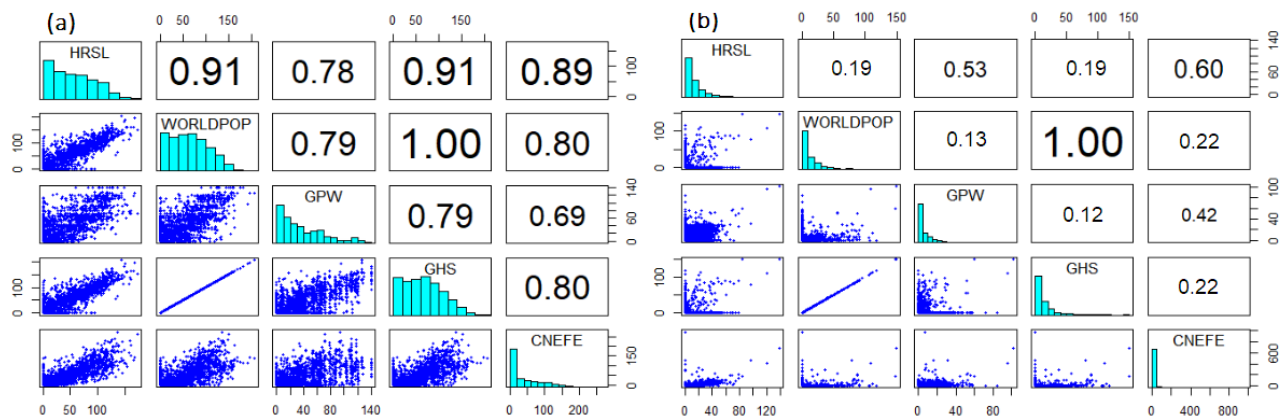 (a) 0 50 150 0 50 150 (b) 0 50 100 150 0 50 100 150
HRSL 0.91 0.78 0.91 0.89 0 100 HRSL 0.19 0.53 0.19 0.60 0 60 140
0 100 WORLDPOP 0.79 1.00 0.80 0 100 WORLDPOP 0.13 1.00 0.22
GPW 0.79 0.69 0 60 140 GPW 0.12 0.42 0 40 100
0 100 GHS 0.80 0 100 GHS 0.22
CNEFE 0 150 CNEFE 0 600
0 50 100 0 40 80 140 0 100 200 0 40 80 140 0 40 80 0 400 800